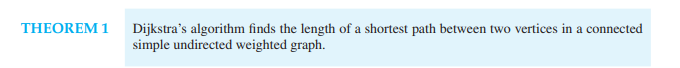 THEOREM 1 Dijkstra's algorithm finds the length of a shortest path between two vertices in a connected
simple undirected weighted graph.